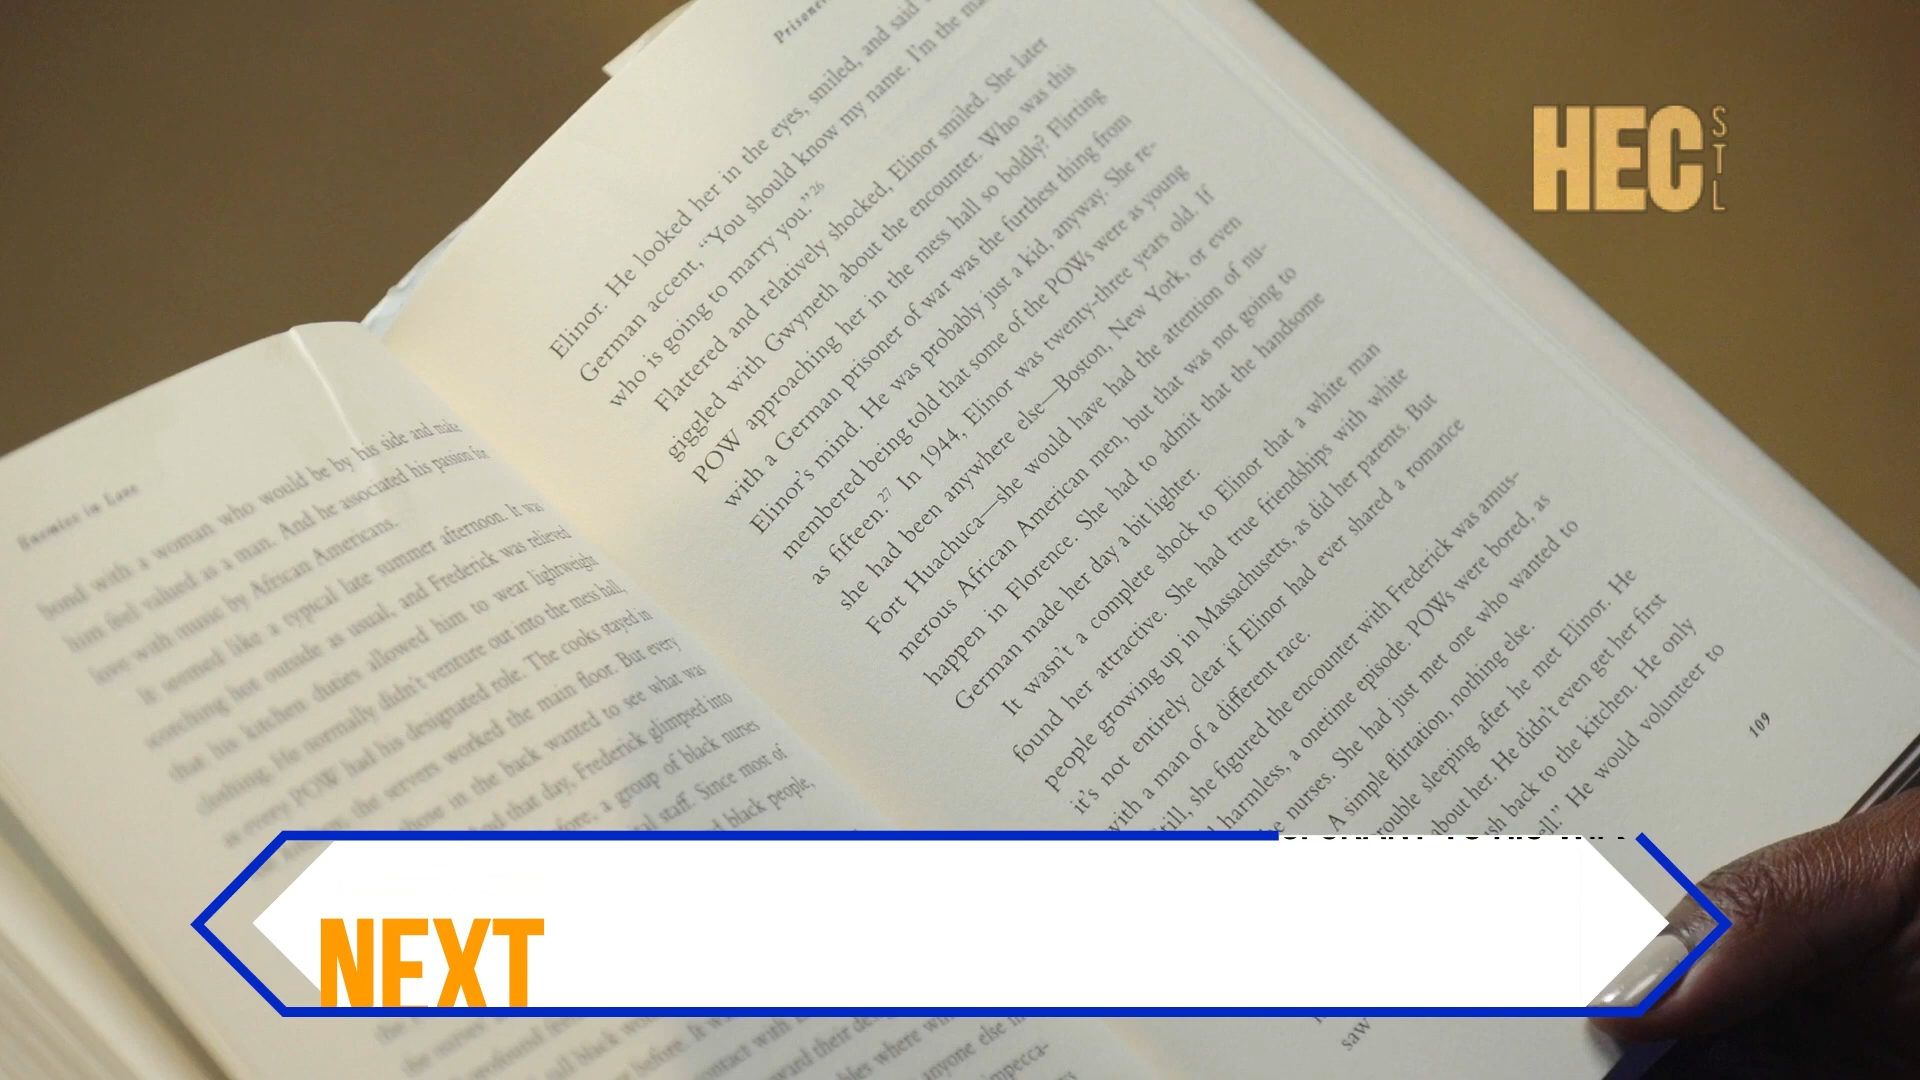 Enemies in Love
bond with a woman who would be by his side and make
him feel valued as a man. And he associated his passion for
love with music by African Americans.
It seemed like a typical late summer afternoon. It was
scorching hot outside as usual, and Frederick was relieved
that his kitchen duties allowed him to wear lightweight
clothing. He normally didn't venture out into the mess hall,
as every POW had his designated role. The cooks stayed in
the servers worked the main floor. But every
those in the back wanted to see what was
that day, Frederick glimpsed into
a group of black nurses
staff. Since most of
black people,
Elinor. He looked her in the eyes, smiled, and said
German accent, “You should know my name. I'm the
who is going to marry you.”26
Flattered and relatively shocked, Elinor smiled. She later
giggled with Gwyneth about the encounter. Who was this
POW approaching her in the mess hall so boldly? Flirting
with a German prisoner of war was the furthest thing from
Elinor's mind. He was probably just a kid, anyway. She re-
membered being told that some of the POWs were as young
as fifteen.27 In 1944, Elinor was twenty-three years old. If
she had been anywhere else—Boston, New York, or even
Fort Huachuca—she would have had the attention of nu-
merous African American men, but that was not going to
happen in Florence. She had to admit that the handsome
German made her day a bit lighter.
It wasn't a complete shock to Elinor that a white man
found her attractive. She had true friendships with white
people growing up in Massachusetts, as did her parents. But
it's not entirely clear if Elinor had ever shared a romance
with a man of a different race.
she figured the encounter with Frederick was amus-
harmless, a onetime episode. POWs were bored, as
nurses. She had just met one who wanted to
A simple flirtation, nothing else.
sleeping after he met Elinor. He
about her. He didn't even get her first
back to the kitchen. He only
He would volunteer to
saw
109
HEC
STL
NEXT